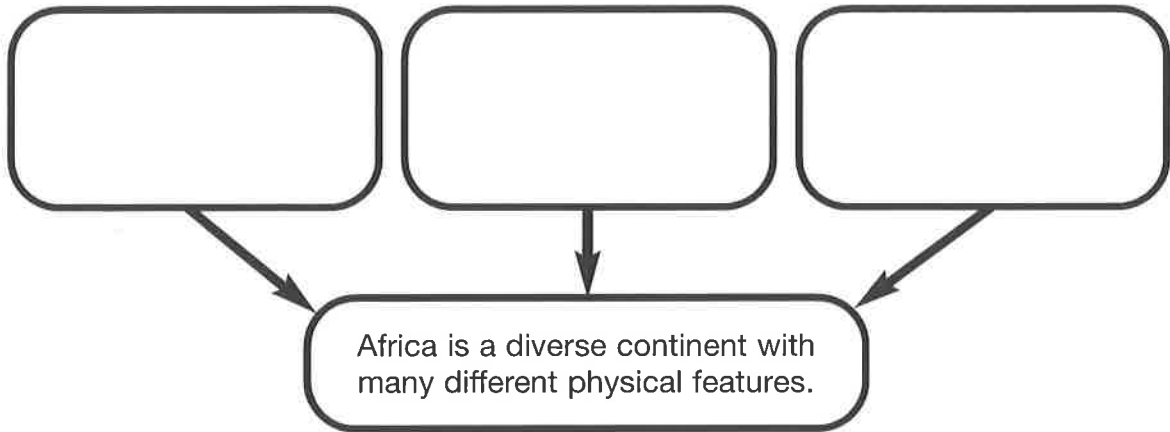 Africa is a diverse continent with
many different physical features.